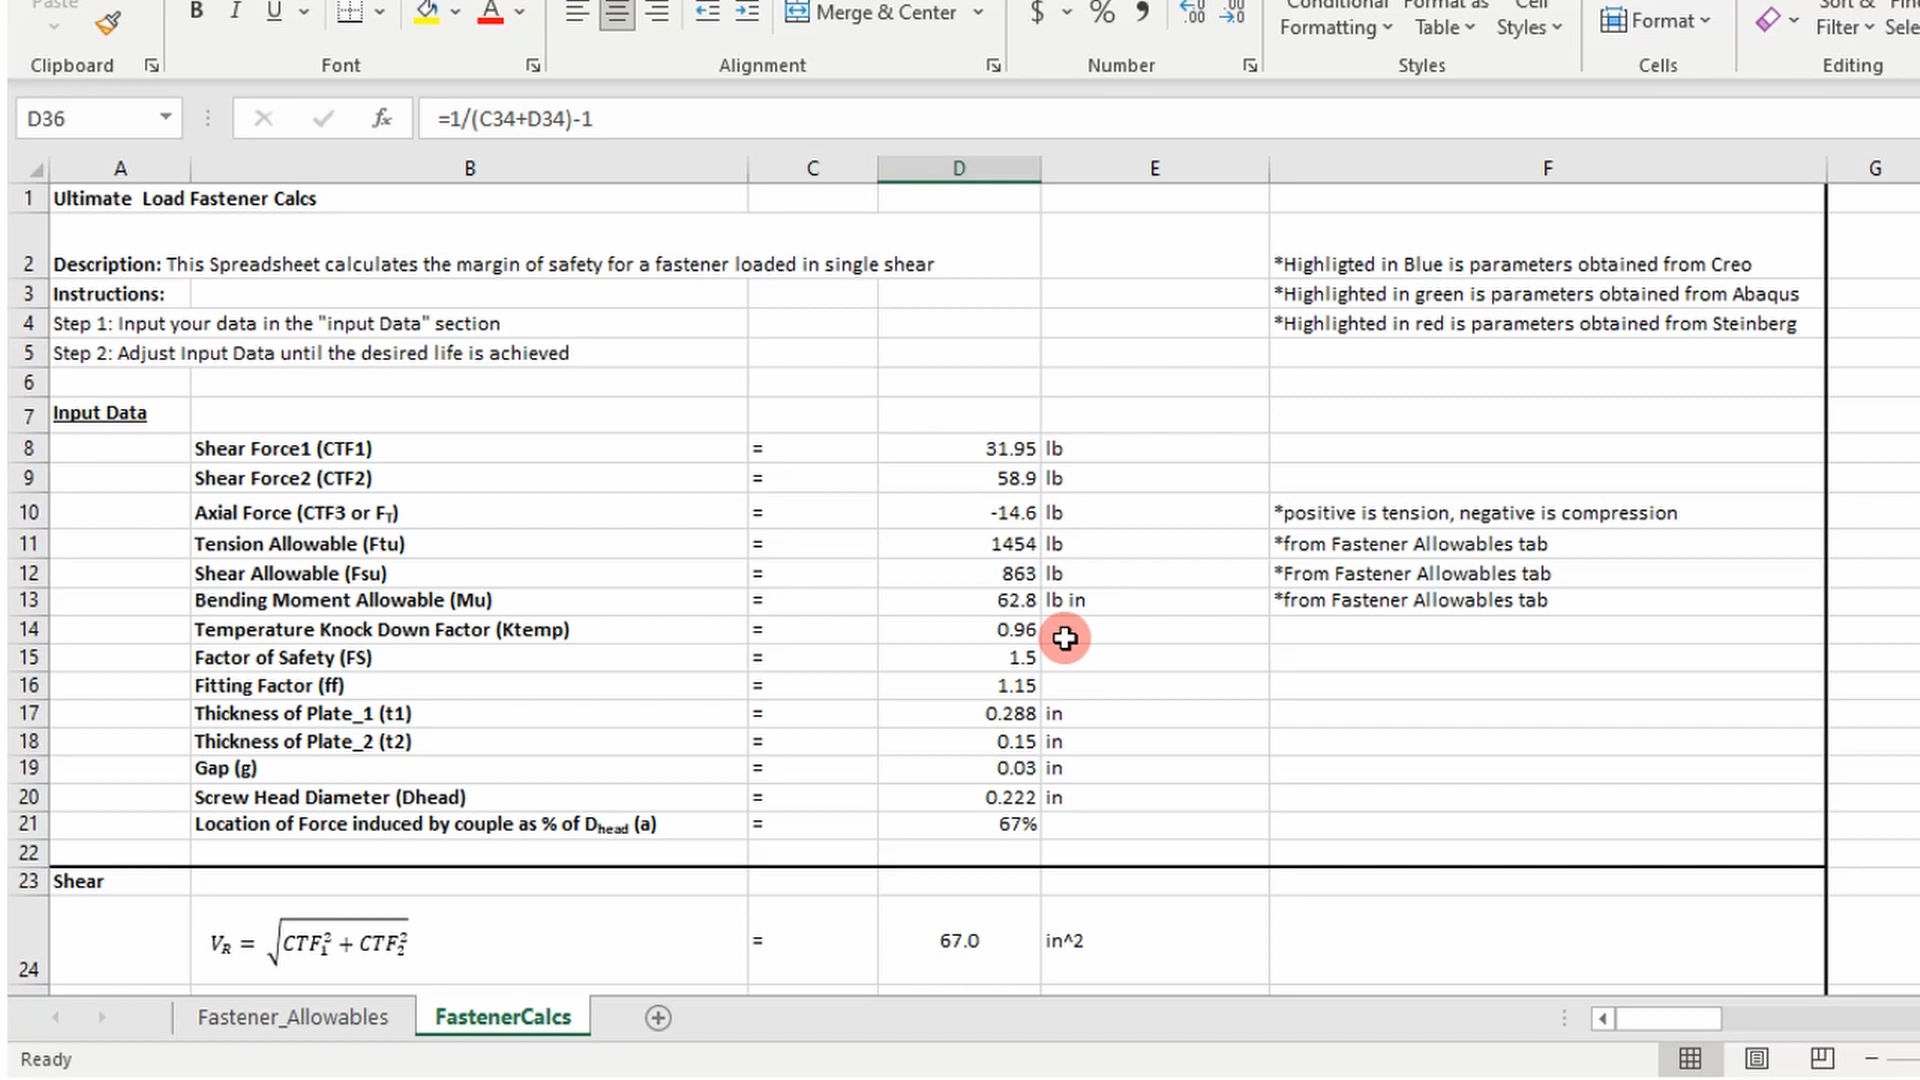 Paste
B I U A Merge & Center $ % , Conditional Format as Cell Sort & Fin
Formatting Table Styles Format Filter Sele
Clipboard Font Alignment Number Styles Cells Editing
D36 fx =1/(C34+D34)-1
A B C D E F G
1 Ultimate Load Fastener Calcs
2 Description: This Spreadsheet calculates the margin of safety for a fastener loaded in single shear *Highligted in Blue is parameters obtained from Creo
3 Instructions: *Highlighted in green is parameters obtained from Abaqus
4 Step 1: Input your data in the "input Data" section *Highlighted in red is parameters obtained from Steinberg
5 Step 2: Adjust Input Data until the desired life is achieved
6
7 Input Data
8 Shear Force1 (CTF1) = 31.95 lb
9 Shear Force2 (CTF2) = 58.9 lb
10 Axial Force (CTF3 or FT) = -14.6 lb *positive is tension, negative is compression
11 Tension Allowable (Ftu) = 1454 lb *from Fastener Allowables tab
12 Shear Allowable (Fsu) = 863 lb *From Fastener Allowables tab
13 Bending Moment Allowable (Mu) = 62.8 lb in *from Fastener Allowables tab
14 Temperature Knock Down Factor (Ktemp) = 0.96
15 Factor of Safety (FS) = 1.5
16 Fitting Factor (ff) = 1.15
17 Thickness of Plate_1 (t1) = 0.288 in
18 Thickness of Plate_2 (t2) = 0.15 in
19 Gap (g) = 0.03 in
20 Screw Head Diameter (Dhead) = 0.222 in
21 Location of Force induced by couple as % of Dhead (a) = 67%
22
23 Shear
24 VR = √(CTF₁² + CTF₂²) = 67.0 in^2
Fastener_Allowables FastenerCalcs
Ready